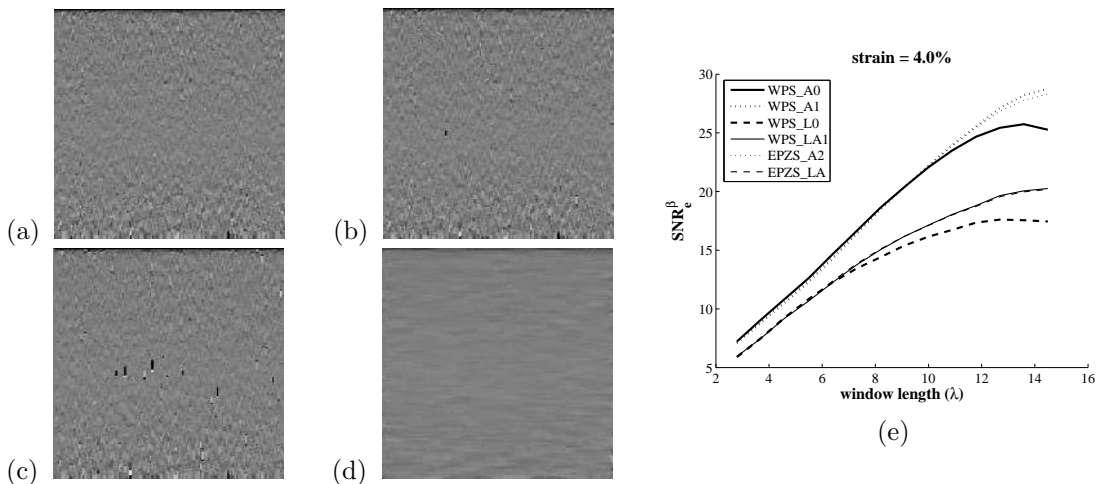 (a)
(b)
(c)
(d)
strain = 4.0%
30
25
20
15
10
5
SNR_e^β
WPS_A0
WPS_A1
WPS_L0
WPS_LA1
EPZS_A2
EPZS_LA
2 4 6 8 10 12 14 16
window length (λ)
(e)